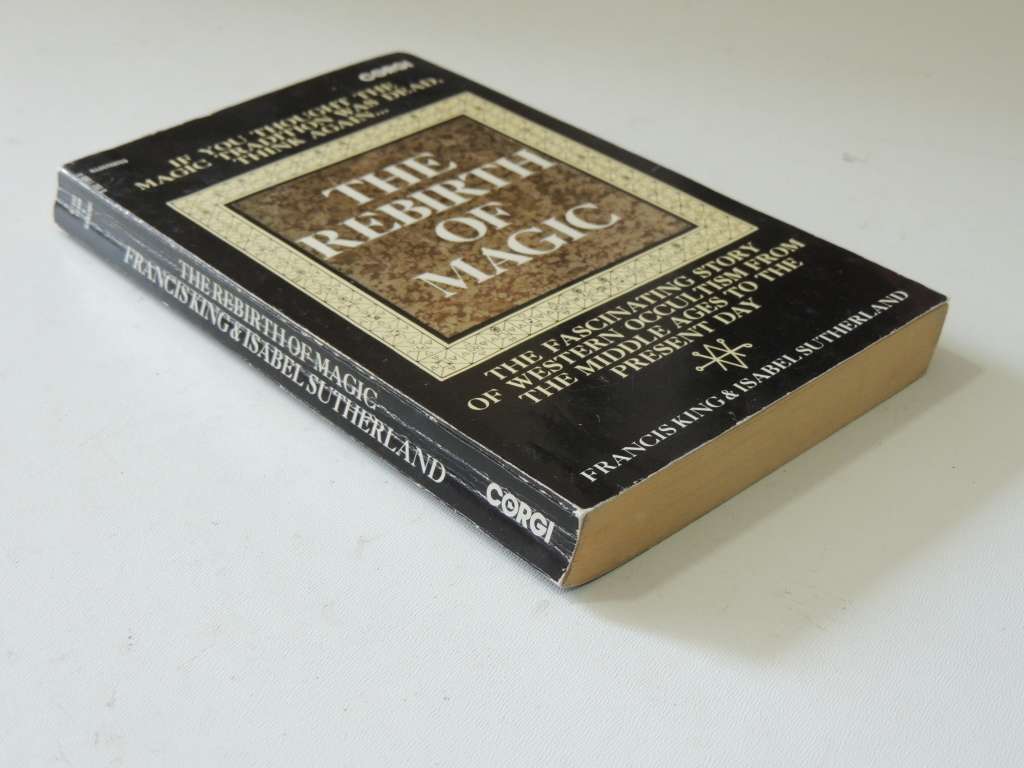 CORGI
IF YOU THOUGHT THE
MAGIC TRADITION WAS DEAD,
THINK AGAIN...
THE
REBIRTH
OF
MAGIC
THE FASCINATING STORY
OF WESTERN OCCULTISM FROM
THE MIDDLE AGES TO THE
PRESENT DAY
FRANCIS KING & ISABEL SUTHERLAND
THE REBIRTH OF MAGIC
FRANCIS KING & ISABEL SUTHERLAND
CORGI